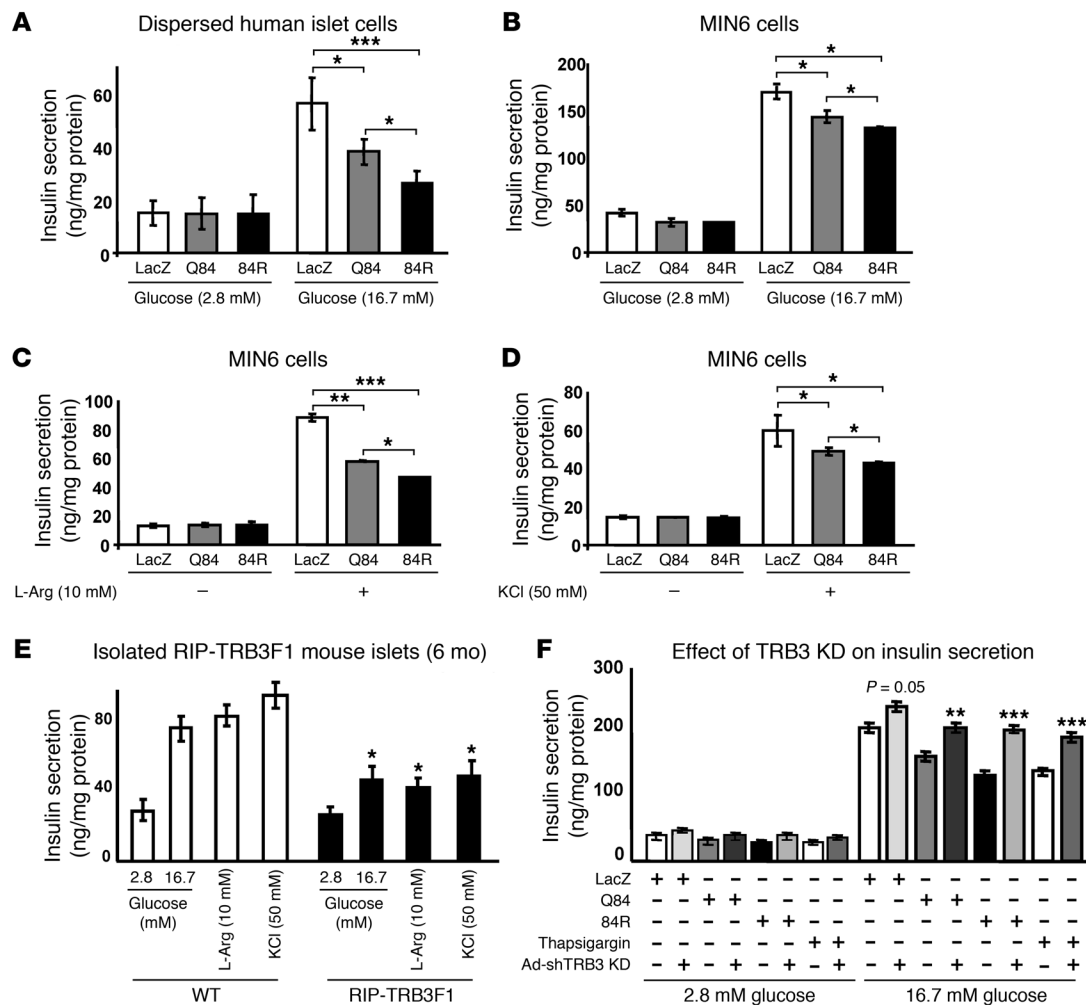 A Dispersed human islet cells
Insulin secretion
(ng/mg protein)
60
40
20
0
*** 
*
*
LacZ Q84 84R LacZ Q84 84R
Glucose (2.8 mM) Glucose (16.7 mM)
B MIN6 cells
Insulin secretion
(ng/mg protein)
200
150
100
50
0
*
*
*
LacZ Q84 84R LacZ Q84 84R
Glucose (2.8 mM) Glucose (16.7 mM)
C MIN6 cells
Insulin secretion
(ng/mg protein)
100
80
60
40
20
0
***
**
*
LacZ Q84 84R LacZ Q84 84R
L-Arg (10 mM) – +
D MIN6 cells
Insulin secretion
(ng/mg protein)
80
60
40
20
0
*
*
*
LacZ Q84 84R LacZ Q84 84R
KCl (50 mM) – +
E Isolated RIP-TRB3F1 mouse islets (6 mo)
Insulin secretion
(ng/mg protein)
80
40
0
* * *
2.8 16.7 2.8 16.7
Glucose
(mM)
L-Arg (10 mM)
KCl (50 mM)
Glucose
(mM)
L-Arg (10 mM)
KCl (50 mM)
WT RIP-TRB3F1
F Effect of TRB3 KD on insulin secretion
Insulin secretion
(ng/mg protein)
300
200
100
0
P = 0.05
** *** ***
LacZ + + – – – – – – + + – – – – – –
Q84 – – + + – – – – – – + + – – – –
84R – – – – + + – – – – – – + + – –
Thapsigargin – – – – – – + + – – – – – – + +
Ad-shTRB3 KD – + – + – + – + – + – + – + – +
2.8 mM glucose 16.7 mM glucose